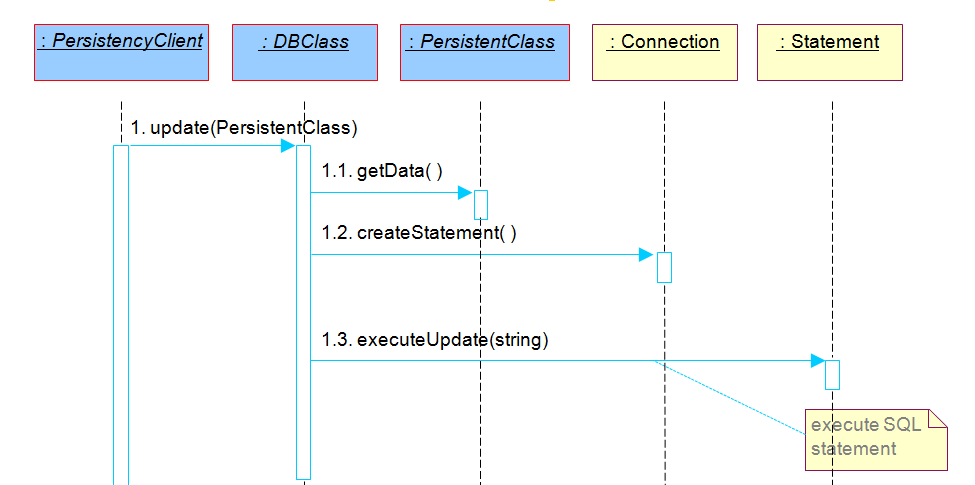 : PersistencyClient
: DBClass
: PersistentClass
: Connection
: Statement
1. update(PersistentClass)
1.1. getData( )
1.2. createStatement( )
1.3. executeUpdate(string)
execute SQL
statement